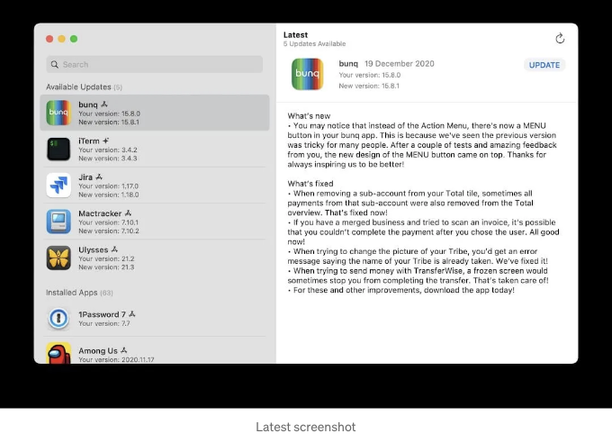 Search
Available Updates (5)
bunq
bunq
Your version: 15.8.0
New version: 15.8.1
iTerm
Your version: 3.4.2
New version: 3.4.3
Jira
Your version: 1.17.0
New version: 1.18.0
Mactracker
Your version: 7.10.1
New version: 7.10.2
Ulysses
Your version: 21.2
New version: 21.3
Installed Apps (63)
1Password 7
Your version: 7.7
Among Us
Your version: 2020.11.17
Latest
5 Updates Available
bunq
bunq 19 December 2020
Your version: 15.8.0
New version: 15.8.1
UPDATE
What's new
• You may notice that instead of the Action Menu, there's now a MENU
button in your bunq app. This is because we've seen the previous version
was tricky for many people. After a couple of tests and amazing feedback
from you, the new design of the MENU button came on top. Thanks for
always inspiring us to be better!
What's fixed
• When removing a sub-account from your Total tile, sometimes all
payments from that sub-account were also removed from the Total
overview. That's fixed now!
• If you have a merged business and tried to scan an invoice, it's possible
that you couldn't complete the payment after you chose the user. All good
now!
• When trying to change the picture of your Tribe, you'd get an error
message saying the name of your Tribe is already taken. We've fixed it!
• When trying to send money with TransferWise, a frozen screen would
sometimes stop you from completing the transfer. That's taken care of!
• For these and other improvements, download the app today!
Latest screenshot